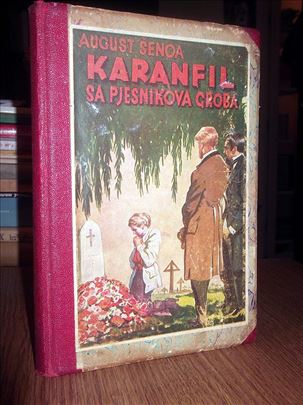 AUGUST ŠENOA
KARANFIL
SA PJESNIKOVA GROBA